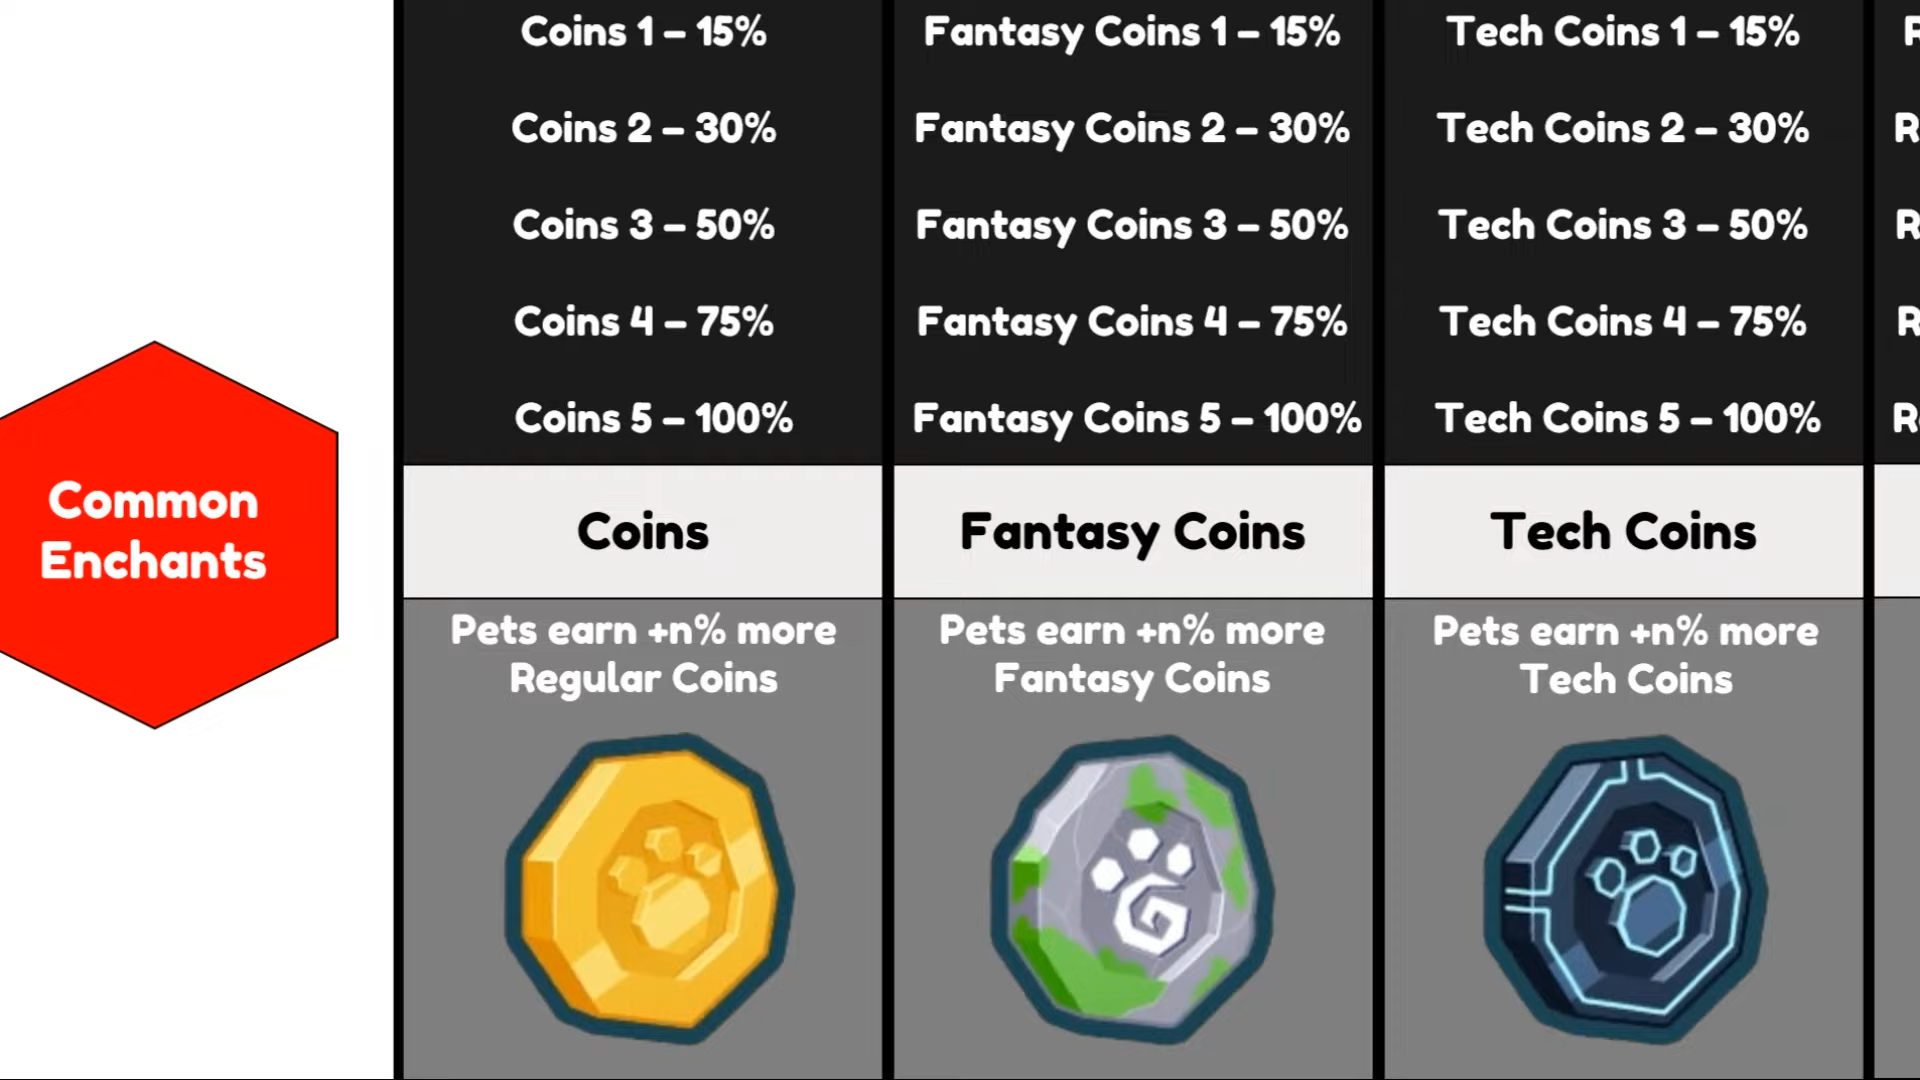 Common
Enchants
Coins 1 – 15%
Coins 2 – 30%
Coins 3 – 50%
Coins 4 – 75%
Coins 5 – 100%
Coins
Pets earn +n% more
Regular Coins
Fantasy Coins 1 – 15%
Fantasy Coins 2 – 30%
Fantasy Coins 3 – 50%
Fantasy Coins 4 – 75%
Fantasy Coins 5 – 100%
Fantasy Coins
Pets earn +n% more
Fantasy Coins
Tech Coins 1 – 15%
Tech Coins 2 – 30%
Tech Coins 3 – 50%
Tech Coins 4 – 75%
Tech Coins 5 – 100%
Tech Coins
Pets earn +n% more
Tech Coins